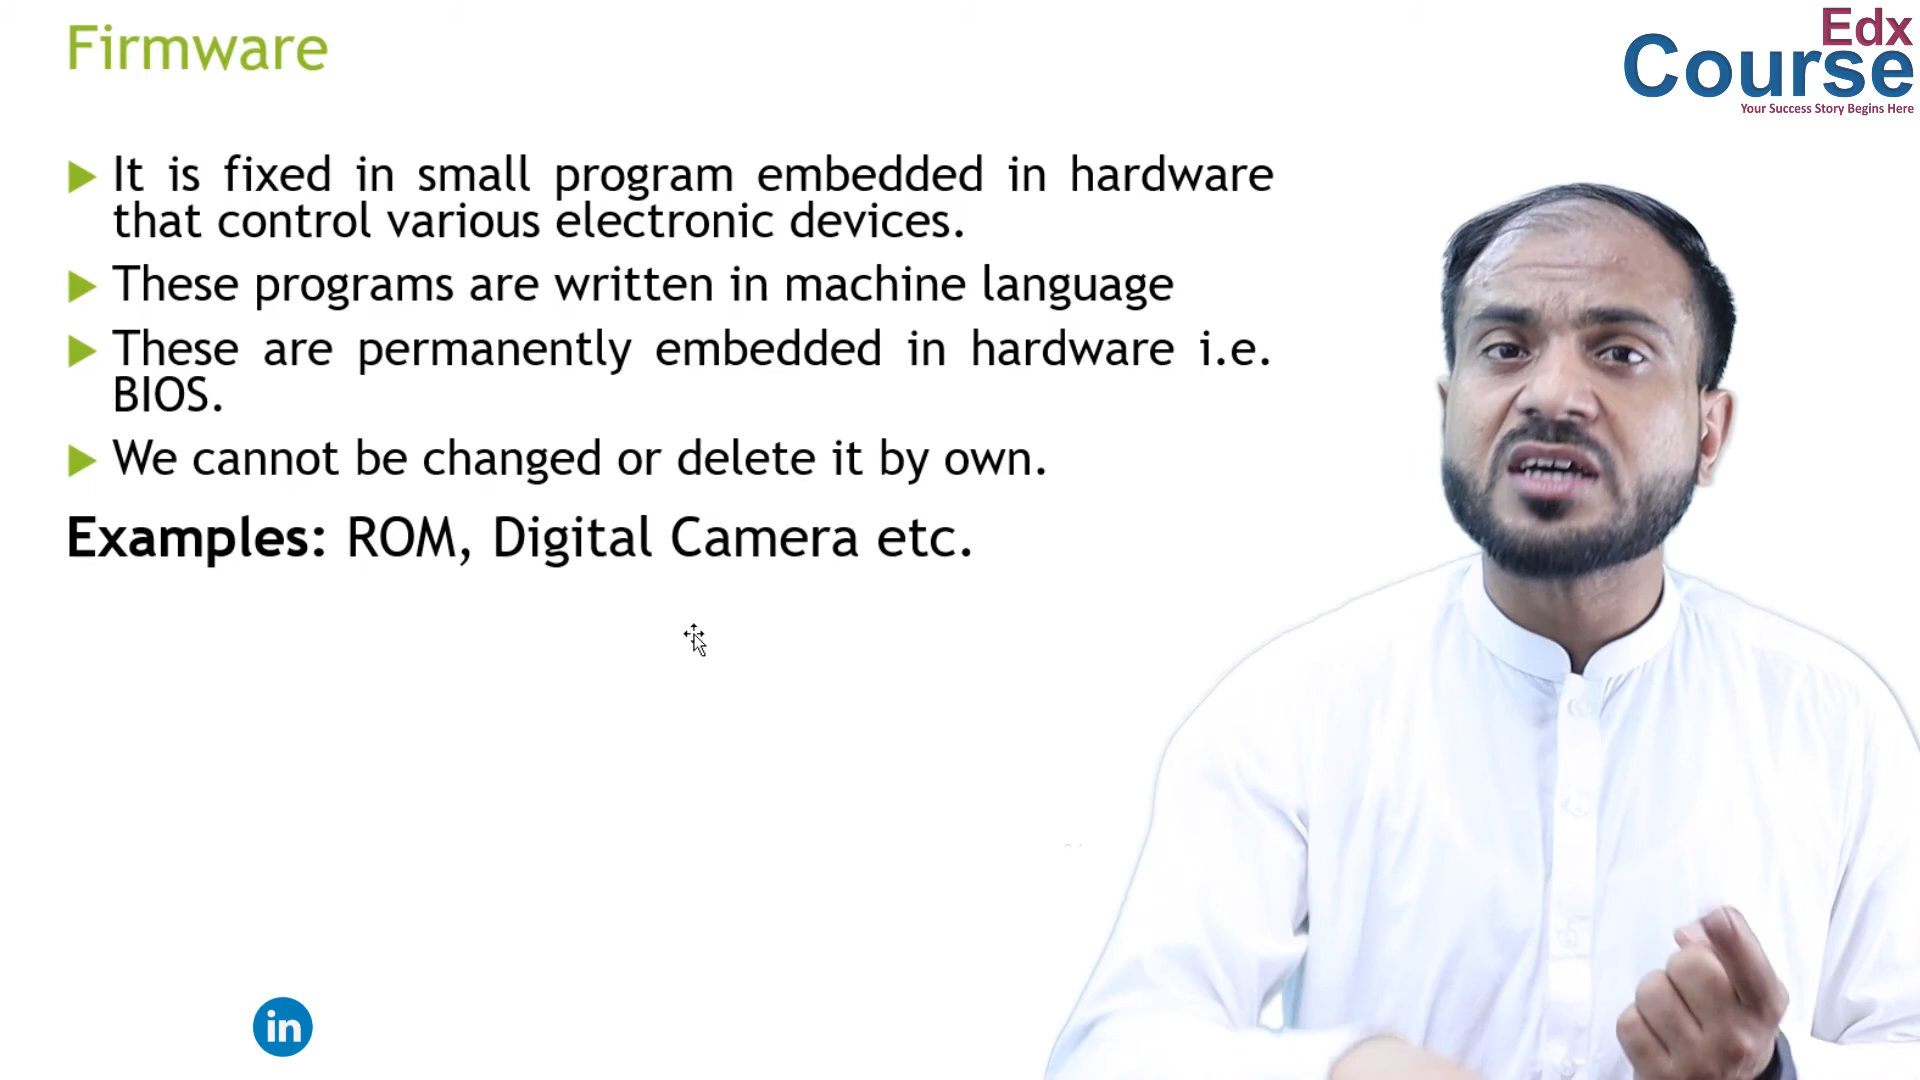 Firmware
Edx
Course
Your Success Story Begins Here
It is fixed in small program embedded in hardware
that control various electronic devices.
These programs are written in machine language
These are permanently embedded in hardware i.e.
BIOS.
We cannot be changed or delete it by own.
Examples: ROM, Digital Camera etc.
in